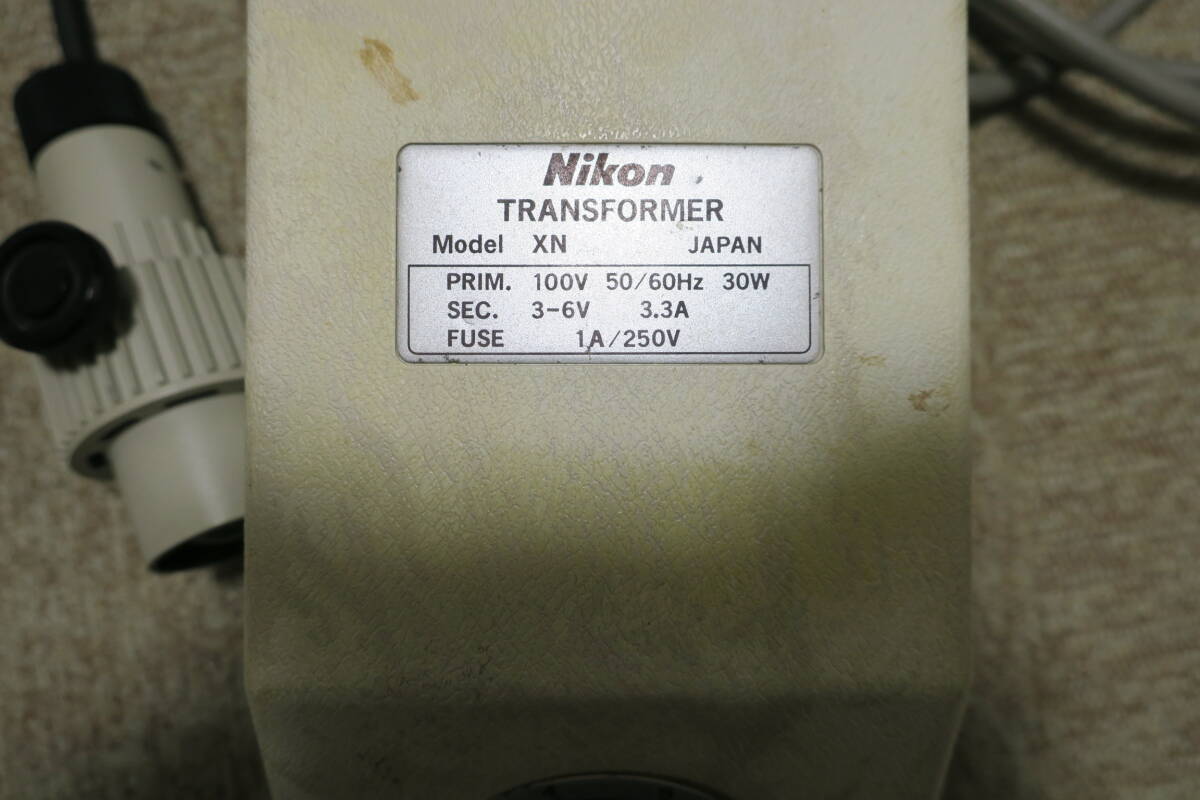 Nikon
TRANSFORMER
Model XN JAPAN
PRIM. 100V 50/60Hz 30W
SEC. 3-6V 3.3A
FUSE 1A/250V